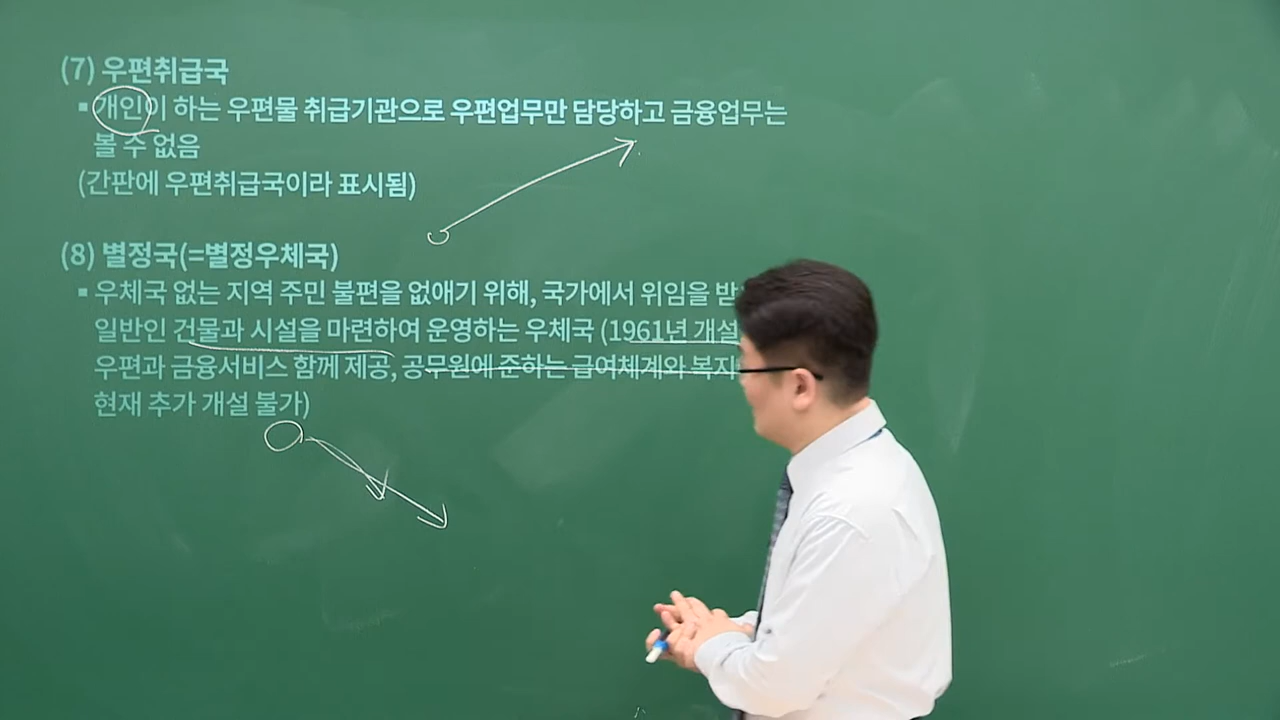 (7) 우편취급국
▪ 개인이 하는 우편물 취급기관으로 우편업무만 담당하고 금융업무는
볼 수 없음
(간판에 우편취급국이라 표시됨)
(8) 별정국(=별정우체국)
▪ 우체국 없는 지역 주민 불편을 없애기 위해, 국가에서 위임을 받
일반인 건물과 시설을 마련하여 운영하는 우체국 (1961년 개설
우편과 금융서비스 함께 제공, 공무원에 준하는 급여체계와 복지
현재 추가 개설 불가)